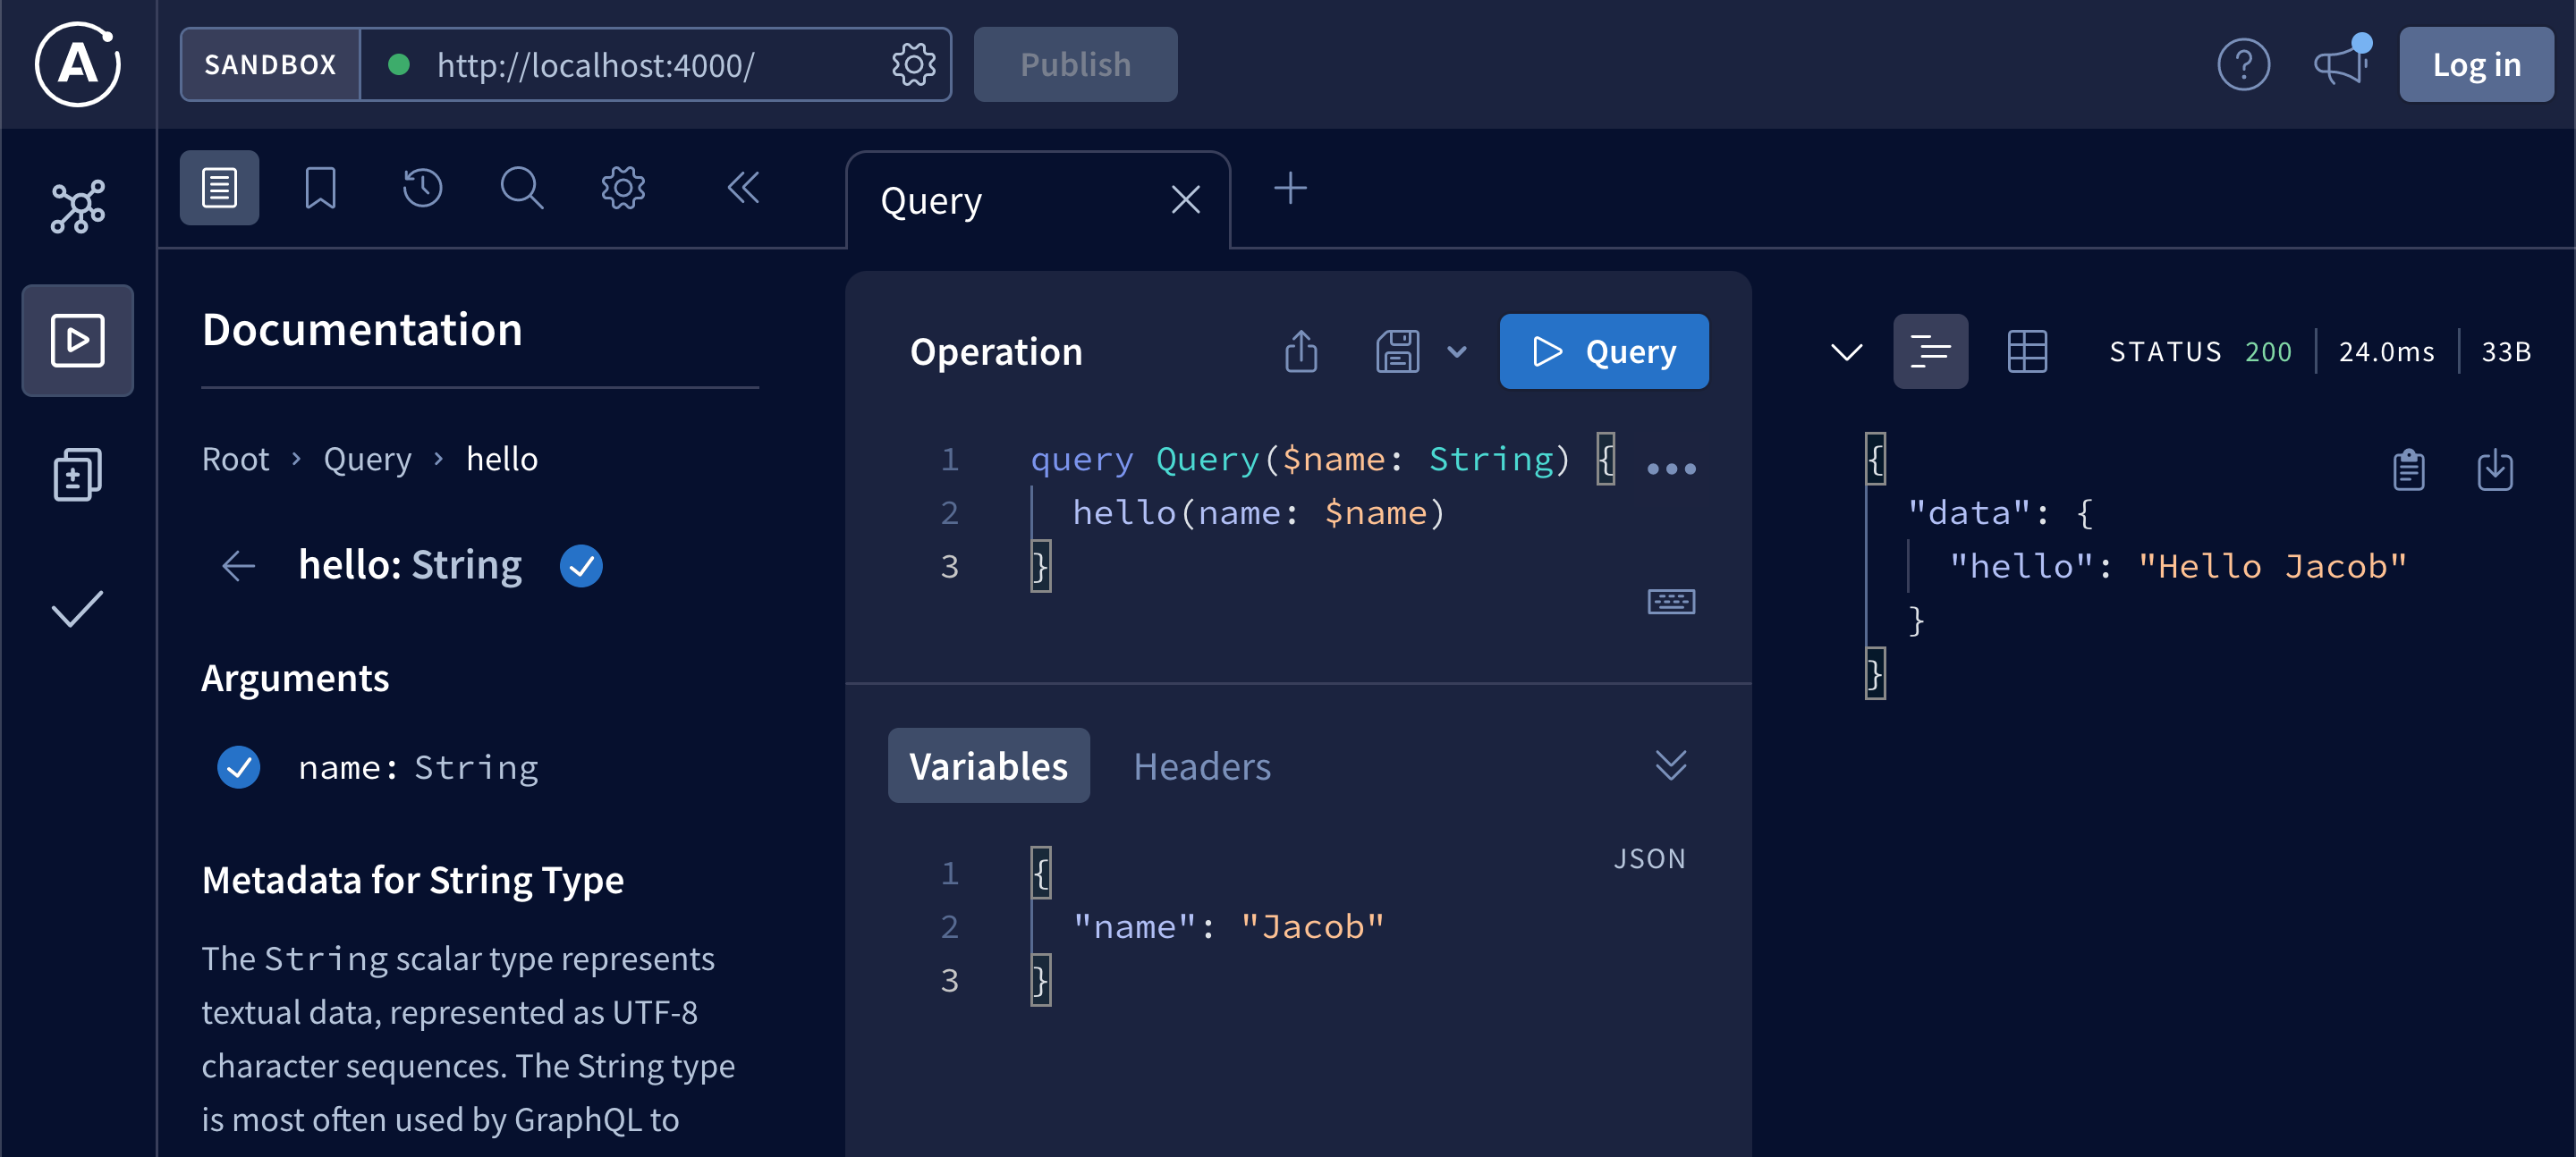 A
SANDBOX
http://localhost:4000/
Publish
?
Log in
Query
Documentation
Root › Query › hello
hello: String
Arguments
name: String
Metadata for String Type
The String scalar type represents
textual data, represented as UTF-8
character sequences. The String type
is most often used by GraphQL to
Operation
Query
1 query Query($name: String) {
2 hello(name: $name)
3 }
Variables
Headers
JSON
1 {
2 "name": "Jacob"
3 }
STATUS 200 | 24.0ms | 33B
{
"data": {
"hello": "Hello Jacob"
}
}